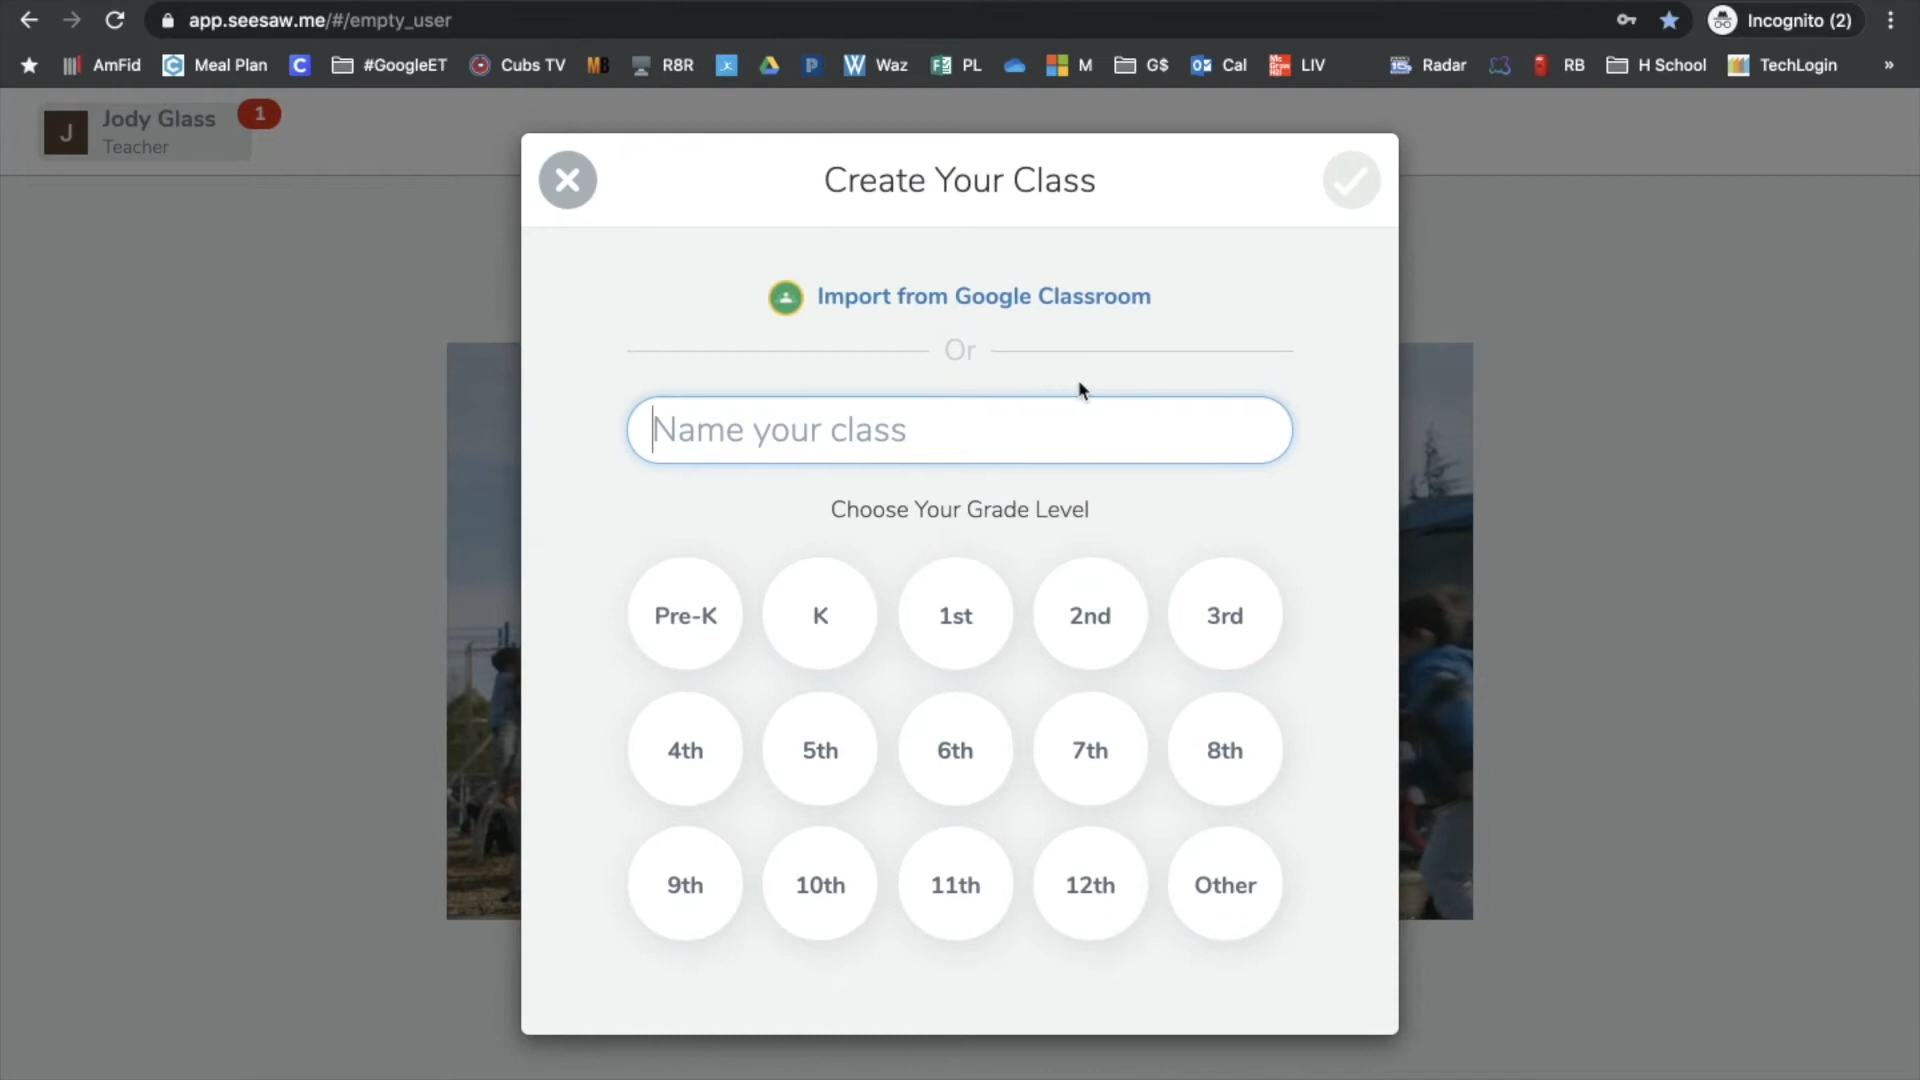 app.seesaw.me/#/empty_user
Incognito (2)
AmFid Meal Plan C #GoogleET Cubs TV MB R8R P W Waz PL M G$ Cal LIV Radar RB H School TechLogin »
J
Jody Glass
Teacher
1
Create Your Class
Import from Google Classroom
Or
Name your class
Choose Your Grade Level
Pre-K K 1st 2nd 3rd
4th 5th 6th 7th 8th
9th 10th 11th 12th Other